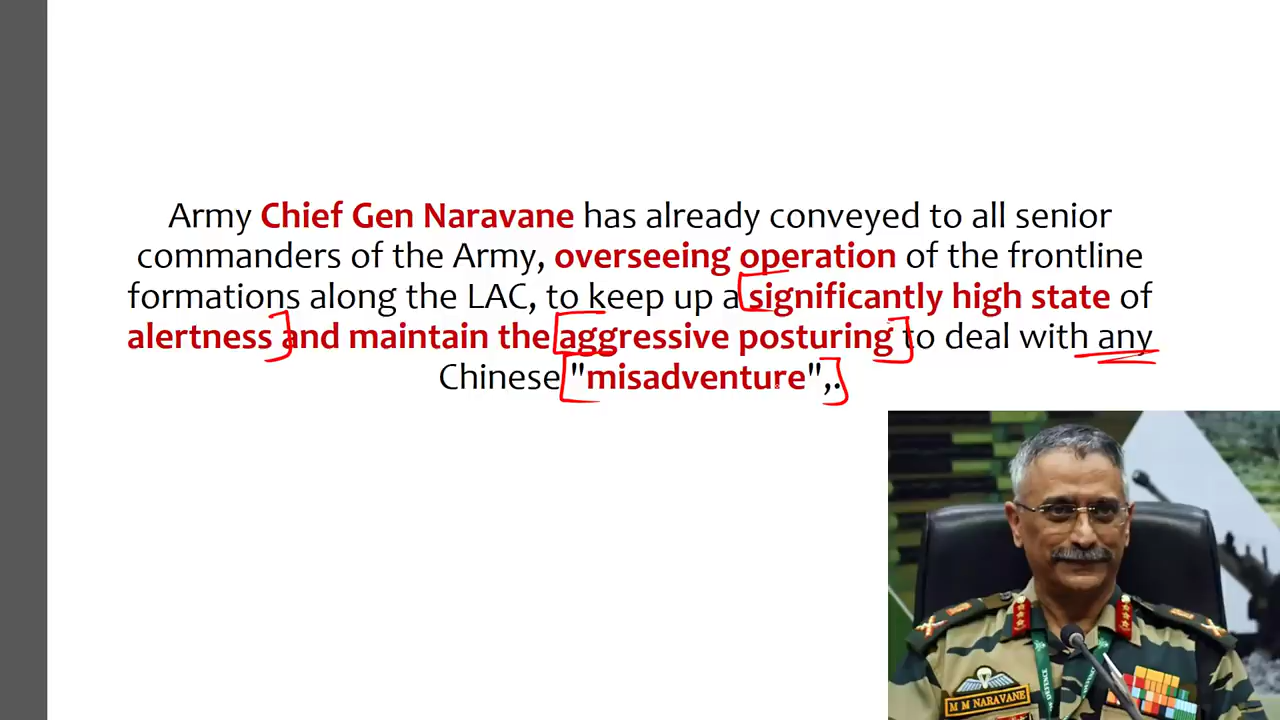 Army Chief Gen Naravane has already conveyed to all senior
commanders of the Army, overseeing operation of the frontline
formations along the LAC, to keep up a significantly high state of
alertness and maintain the aggressive posturing to deal with any
Chinese "misadventure",.
M M NARAVANE